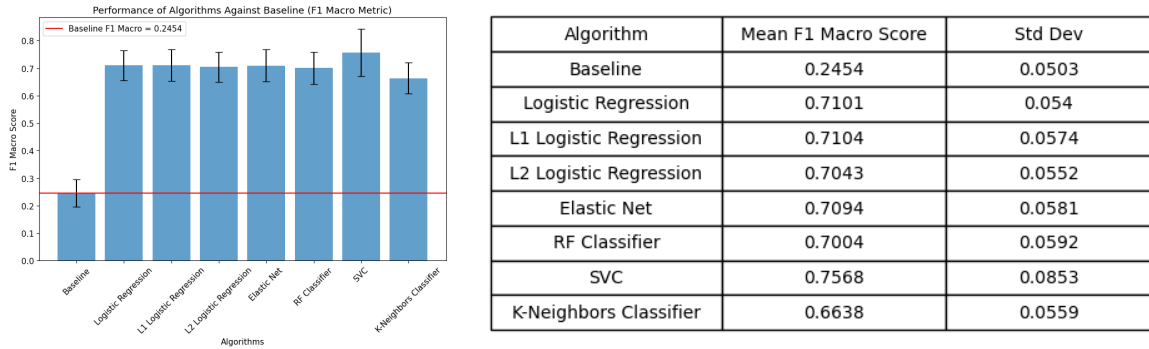 Performance of Algorithms Against Baseline (F1 Macro Metric)
Baseline F1 Macro = 0.2454
F1 Macro Score
0.8
0.7
0.6
0.5
0.4
0.3
0.2
0.1
0.0
Baseline
Logistic Regression
L1 Logistic Regression
L2 Logistic Regression
Elastic Net
RF Classifier
SVC
K-Neighbors Classifier
Algorithms
Algorithm Mean F1 Macro Score Std Dev
Baseline 0.2454 0.0503
Logistic Regression 0.7101 0.054
L1 Logistic Regression 0.7104 0.0574
L2 Logistic Regression 0.7043 0.0552
Elastic Net 0.7094 0.0581
RF Classifier 0.7004 0.0592
SVC 0.7568 0.0853
K-Neighbors Classifier 0.6638 0.0559